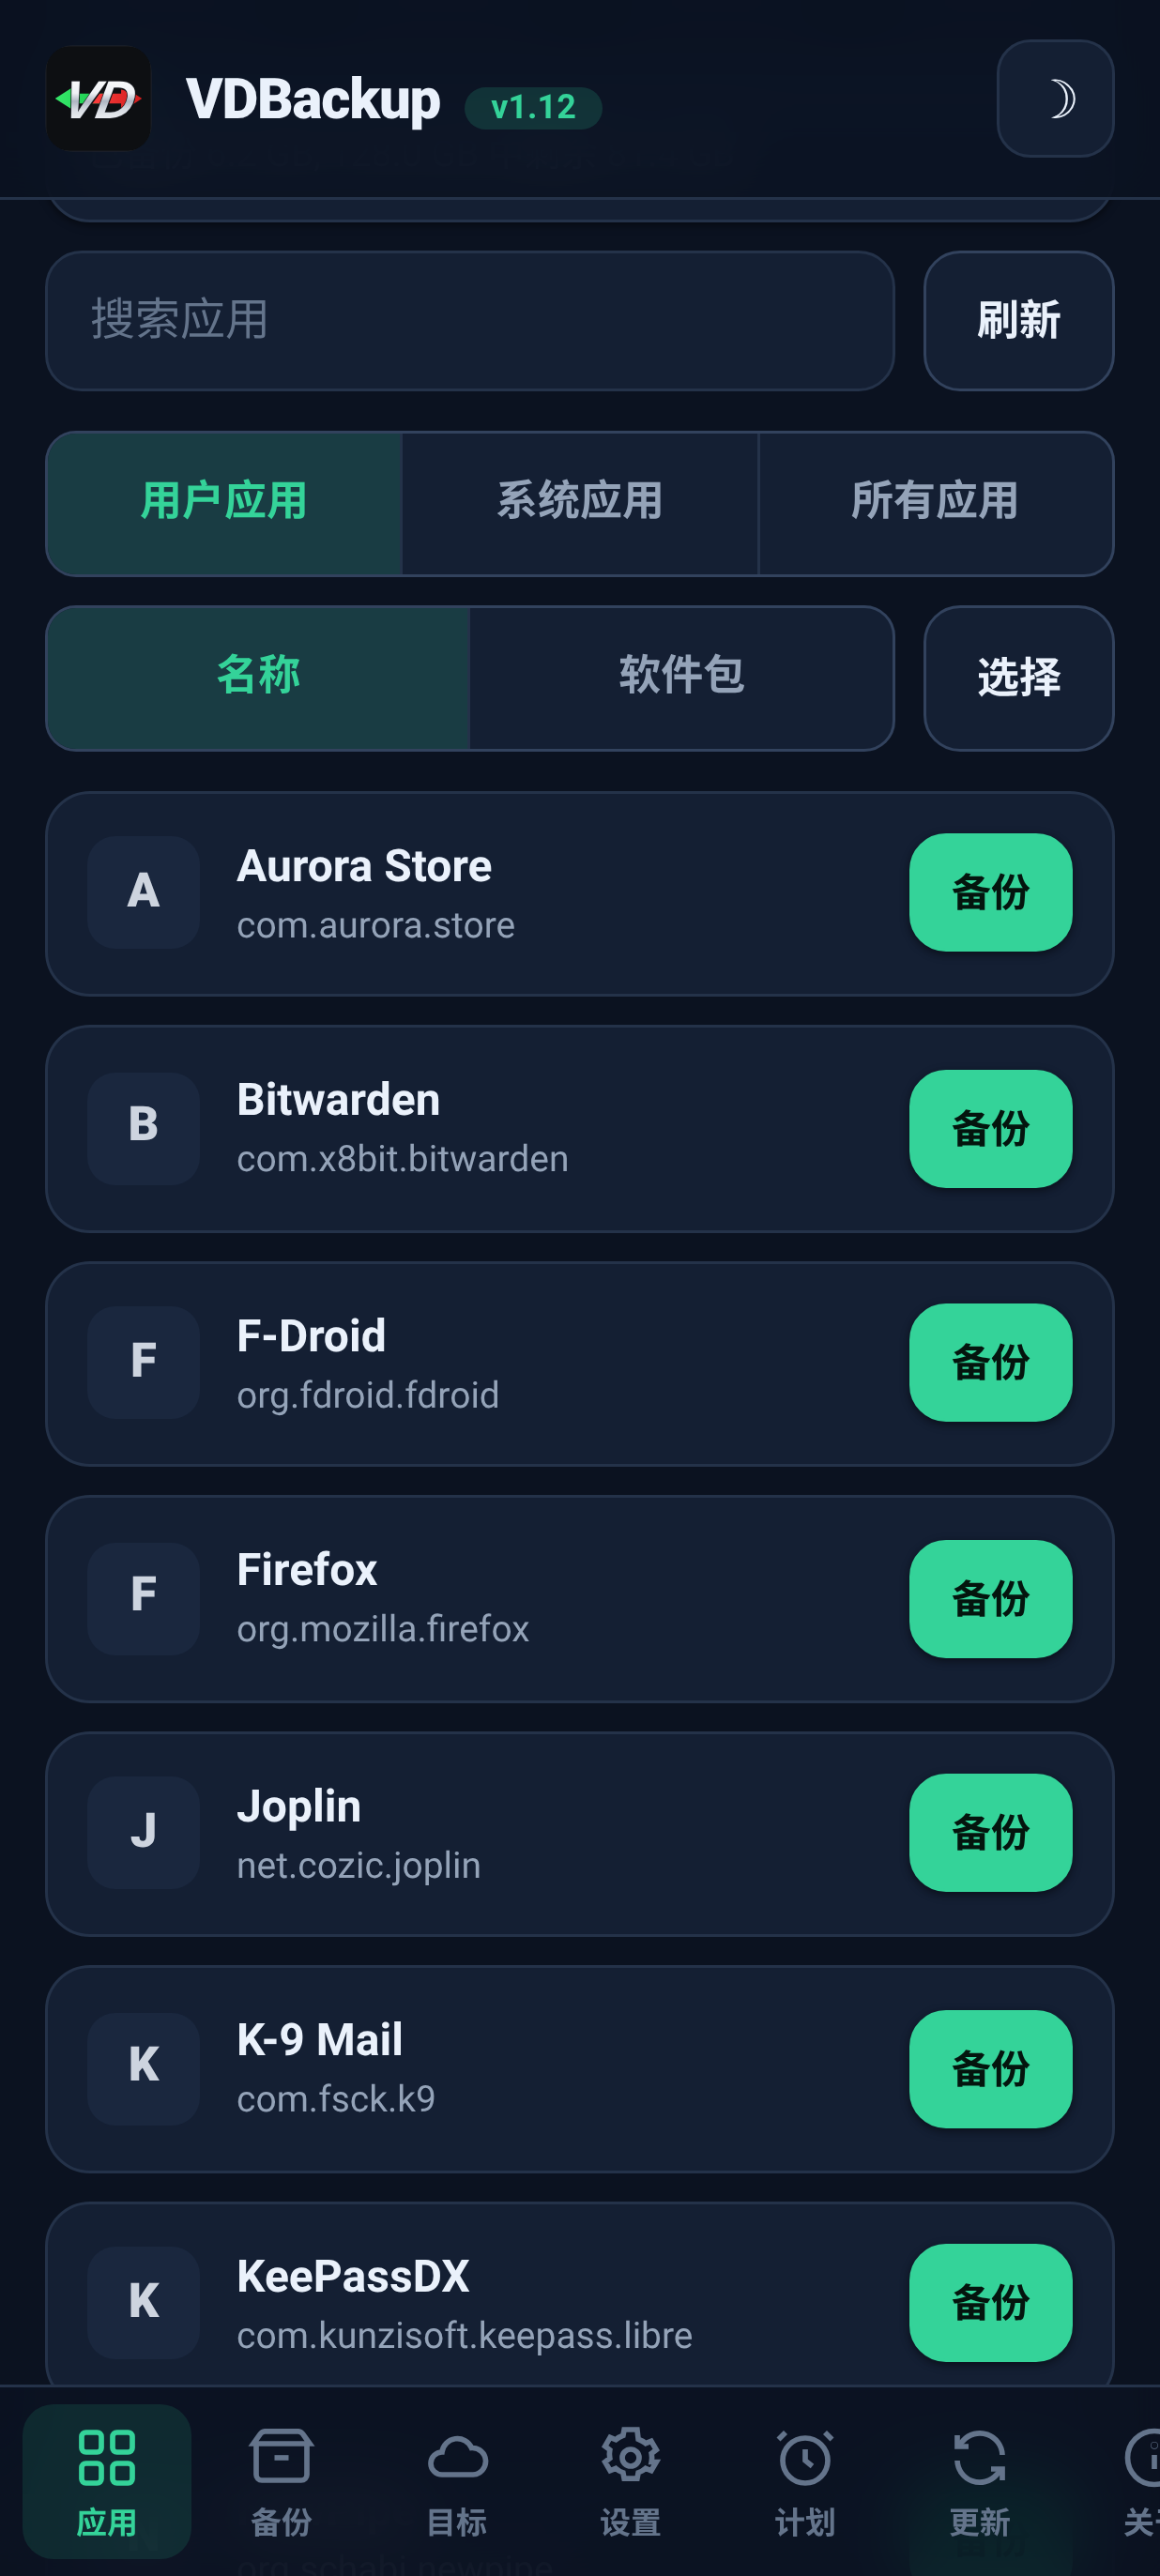 VD
VDBackup v1.12
搜索应用
刷新
用户应用
系统应用
所有应用
名称
软件包
选择
A
Aurora Store
com.aurora.store
备份
B
Bitwarden
com.x8bit.bitwarden
备份
F
F-Droid
org.fdroid.fdroid
备份
F
Firefox
org.mozilla.firefox
备份
J
Joplin
net.cozic.joplin
备份
K
K-9 Mail
com.fsck.k9
备份
K
KeePassDX
com.kunzisoft.keepass.libre
备份
应用
备份
目标
设置
计划
更新
关
org.schabi.newpipe